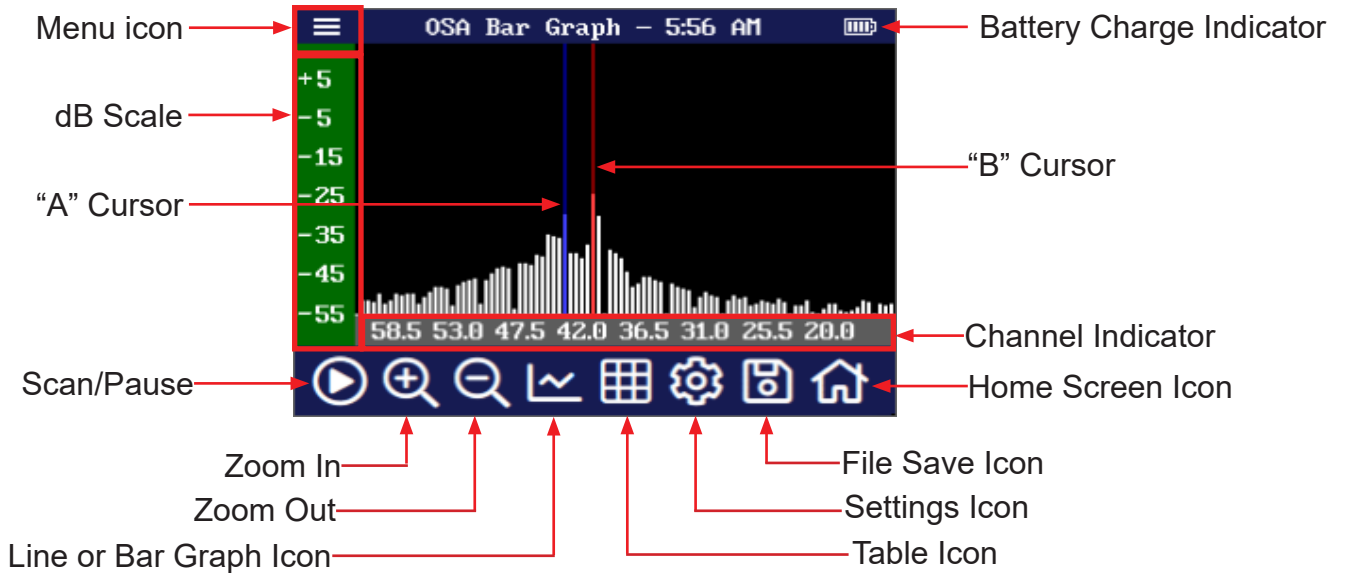 Menu icon
OSA Bar Graph – 5:56 AM
Battery Charge Indicator
+5
dB Scale
-5
-15
“B” Cursor
-25
“A” Cursor
-35
-45
-55
58.5 53.0 47.5 42.0 36.5 31.0 25.5 20.0
Channel Indicator
Scan/Pause
Home Screen Icon
Zoom In
File Save Icon
Zoom Out
Settings Icon
Line or Bar Graph Icon
Table Icon